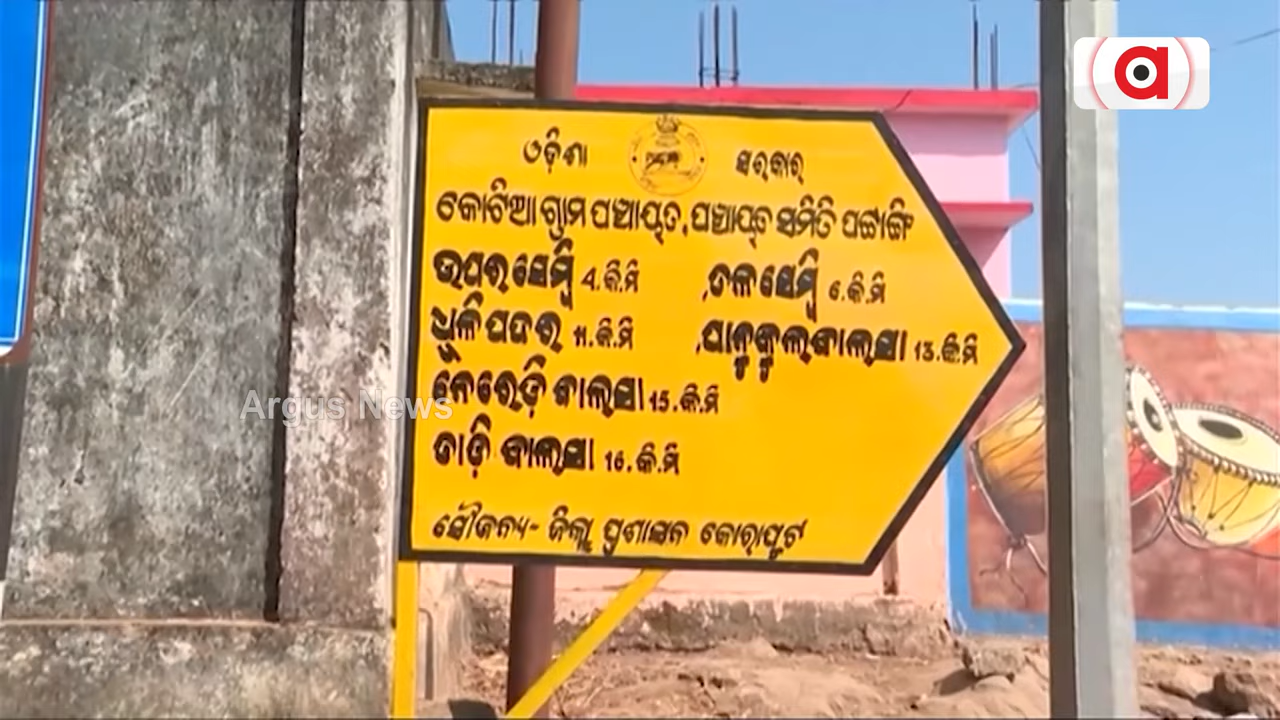 ଓଡ଼ିଶା ସରକାର
କୋଟିଆ ଗ୍ରାମ ପଞ୍ଚାୟତ, ପଞ୍ଚାୟତ ସମିତି ପଟ୍ଟାଙ୍ଗି
ଉପର ସେମ୍ବି 4.କି.ମି ତଳ ସେମ୍ବି 6.କି.ମି
ଧୂଳିପଦର 11.କି.ମି ଫାଟୁଜୁଲବାଲସା 13.କି.ମି
ନେରେଡ଼ି ବାଲସା 15.କି.ମି
ତାଡ଼ି ବାଲସା 16.କି.ମି
ସୌଜନ୍ୟ- ଜିଲ୍ଲା ପ୍ରଶାସନ କୋରାପୁଟ
Argus News
a